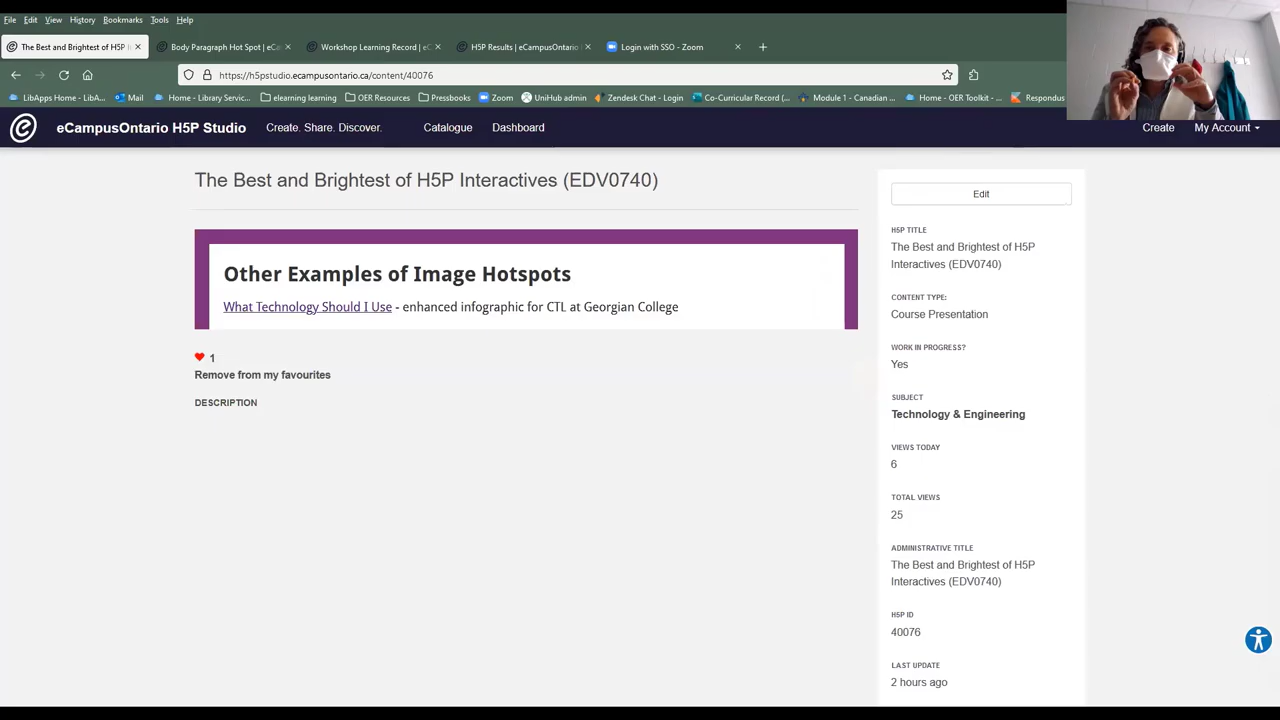 File Edit View History Bookmarks Tools Help
The Best and Brightest of H5P I
Body Paragraph Hot Spot | eCa
Workshop Learning Record | eC
H5P Results | eCampusOntario
Login with SSO - Zoom
https://h5pstudio.ecampusontario.ca/content/40076
LibApps Home - LibA...
Mail
Home - Library Servic...
elearning learning
OER Resources
Pressbooks
Zoom
UniHub admin
Zendesk Chat - Login
Co-Curricular Record (...
Module 1 - Canadian ...
Home - OER Toolkit - ...
Respondus
eCampusOntario H5P Studio
Create. Share. Discover.
Catalogue
Dashboard
Create
My Account
The Best and Brightest of H5P Interactives (EDV0740)
Other Examples of Image Hotspots
What Technology Should I Use - enhanced infographic for CTL at Georgian College
1
Remove from my favourites
DESCRIPTION
Edit
H5P TITLE
The Best and Brightest of H5P
Interactives (EDV0740)
CONTENT TYPE:
Course Presentation
WORK IN PROGRESS?
Yes
SUBJECT
Technology & Engineering
VIEWS TODAY
6
TOTAL VIEWS
25
ADMINISTRATIVE TITLE
The Best and Brightest of H5P
Interactives (EDV0740)
H5P ID
40076
LAST UPDATE
2 hours ago